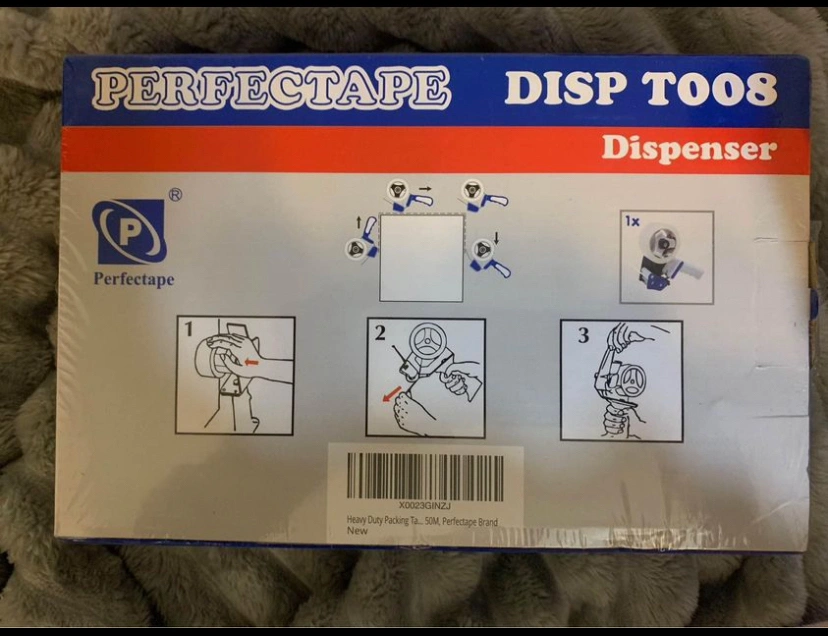 PERFECTAPE DISP T008
Dispenser
P ®
Perfectape
1x
1
2
3
X0023GINZJ
Heavy Duty Packing Ta... 50M, Perfectape Brand
New